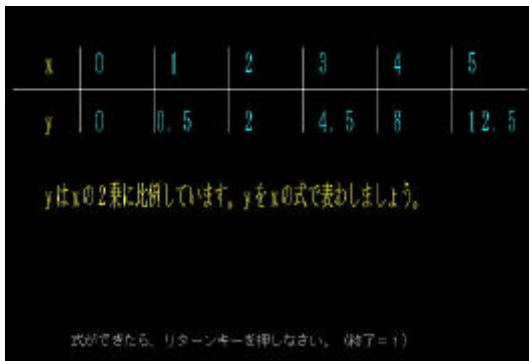 x 0 1 2 3 4 5
y 0 0.5 2 4.5 8 12.5
yはxの2乗に比例しています。yをxの式で表わしましょう。
式ができたら、リターンキーを押しなさい。(終了=1)